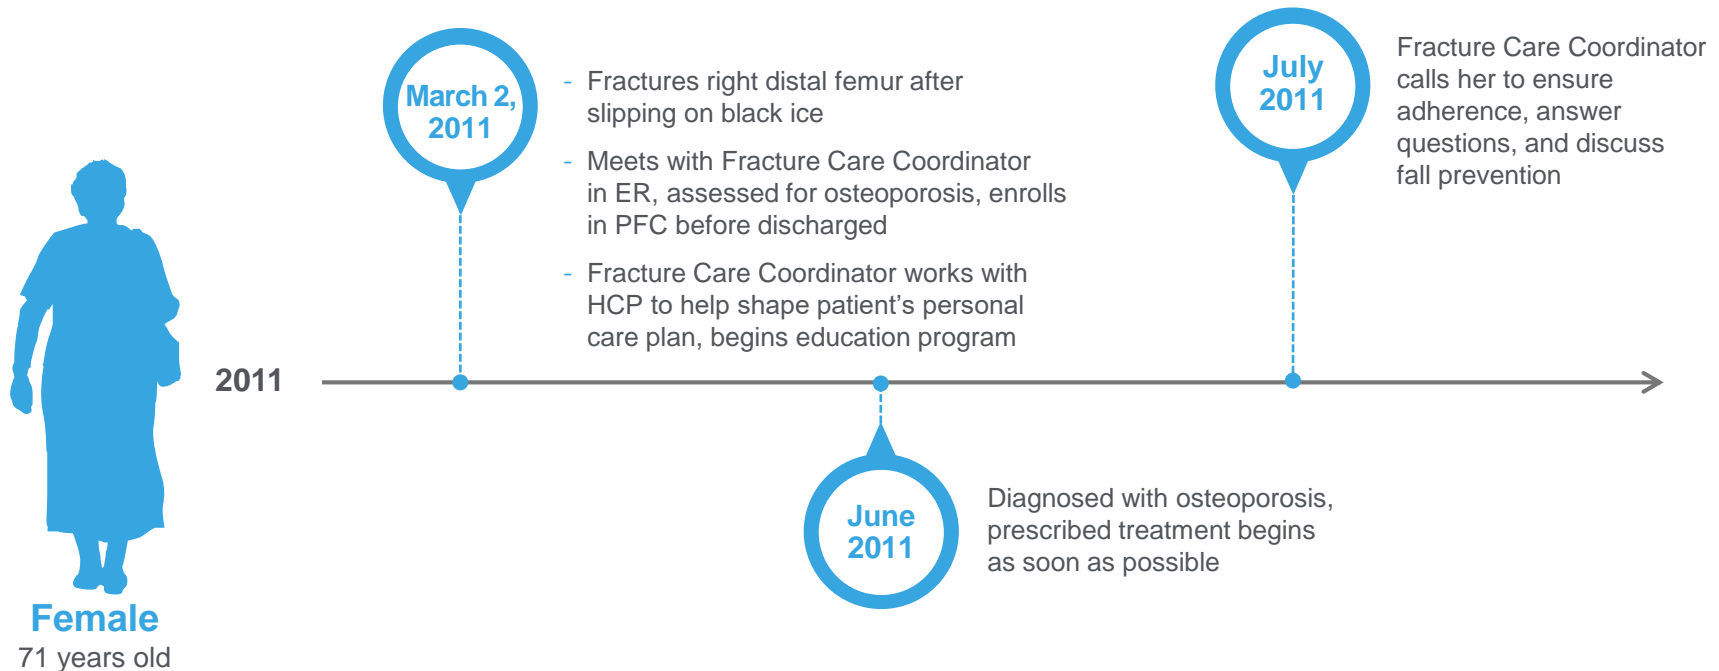 March 2,
2011
- Fractures right distal femur after
slipping on black ice
- Meets with Fracture Care Coordinator
in ER, assessed for osteoporosis, enrolls
in PFC before discharged
- Fracture Care Coordinator works with
HCP to help shape patient’s personal
care plan, begins education program
July
2011
Fracture Care Coordinator
calls her to ensure
adherence, answer
questions, and discuss
fall prevention
2011
June
2011
Diagnosed with osteoporosis,
prescribed treatment begins
as soon as possible
Female
71 years old